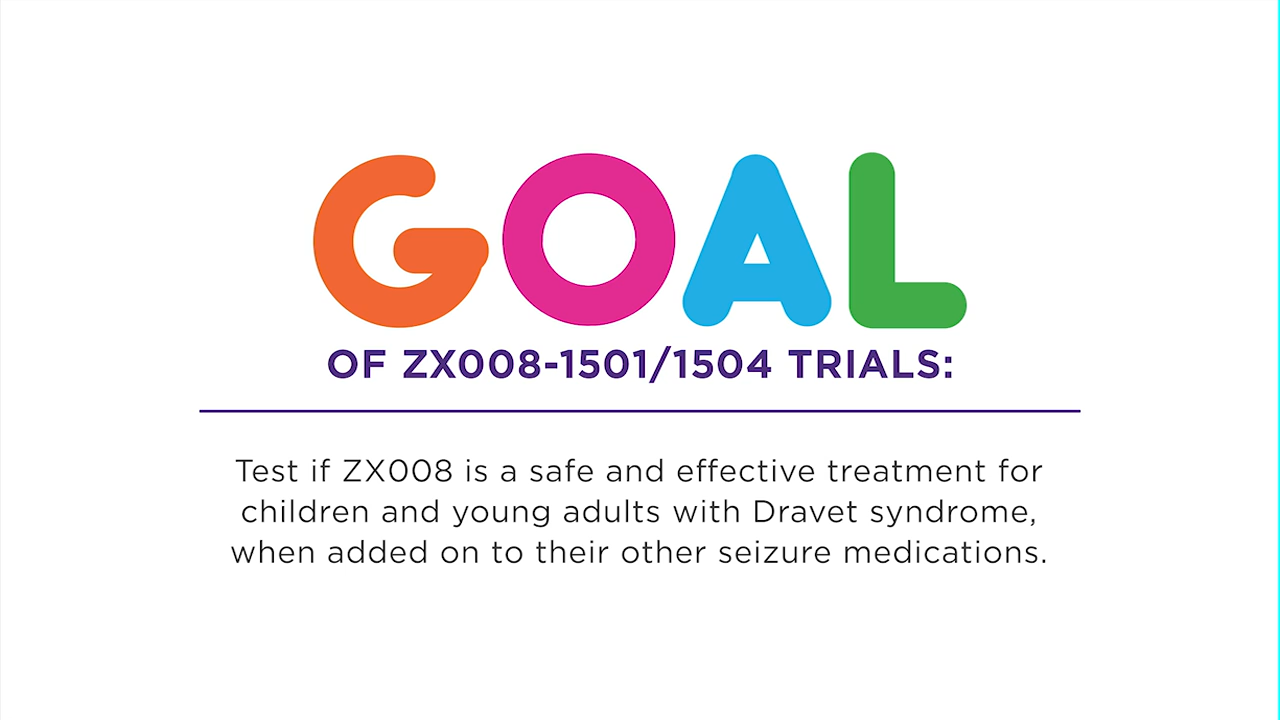 GOAL
OF ZX008-1501/1504 TRIALS:
Test if ZX008 is a safe and effective treatment for
children and young adults with Dravet syndrome,
when added on to their other seizure medications.